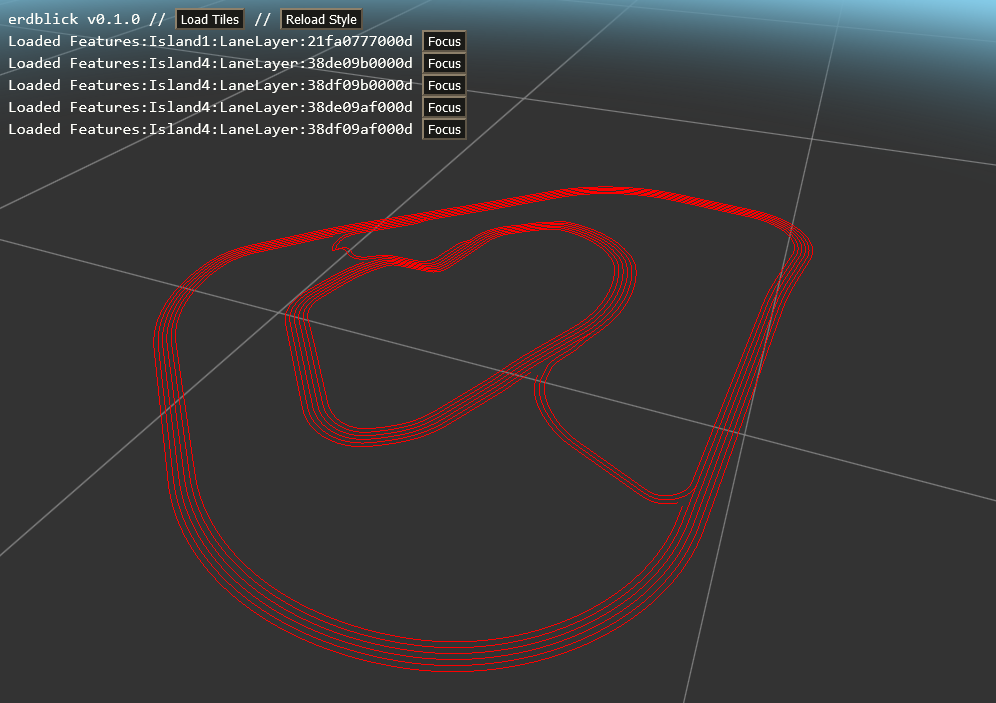 erdblick v0.1.0 // Load Tiles // Reload Style
Loaded Features:Island1:LaneLayer:21fa0777000d Focus
Loaded Features:Island4:LaneLayer:38de09b0000d Focus
Loaded Features:Island4:LaneLayer:38df09b0000d Focus
Loaded Features:Island4:LaneLayer:38de09af000d Focus
Loaded Features:Island4:LaneLayer:38df09af000d Focus